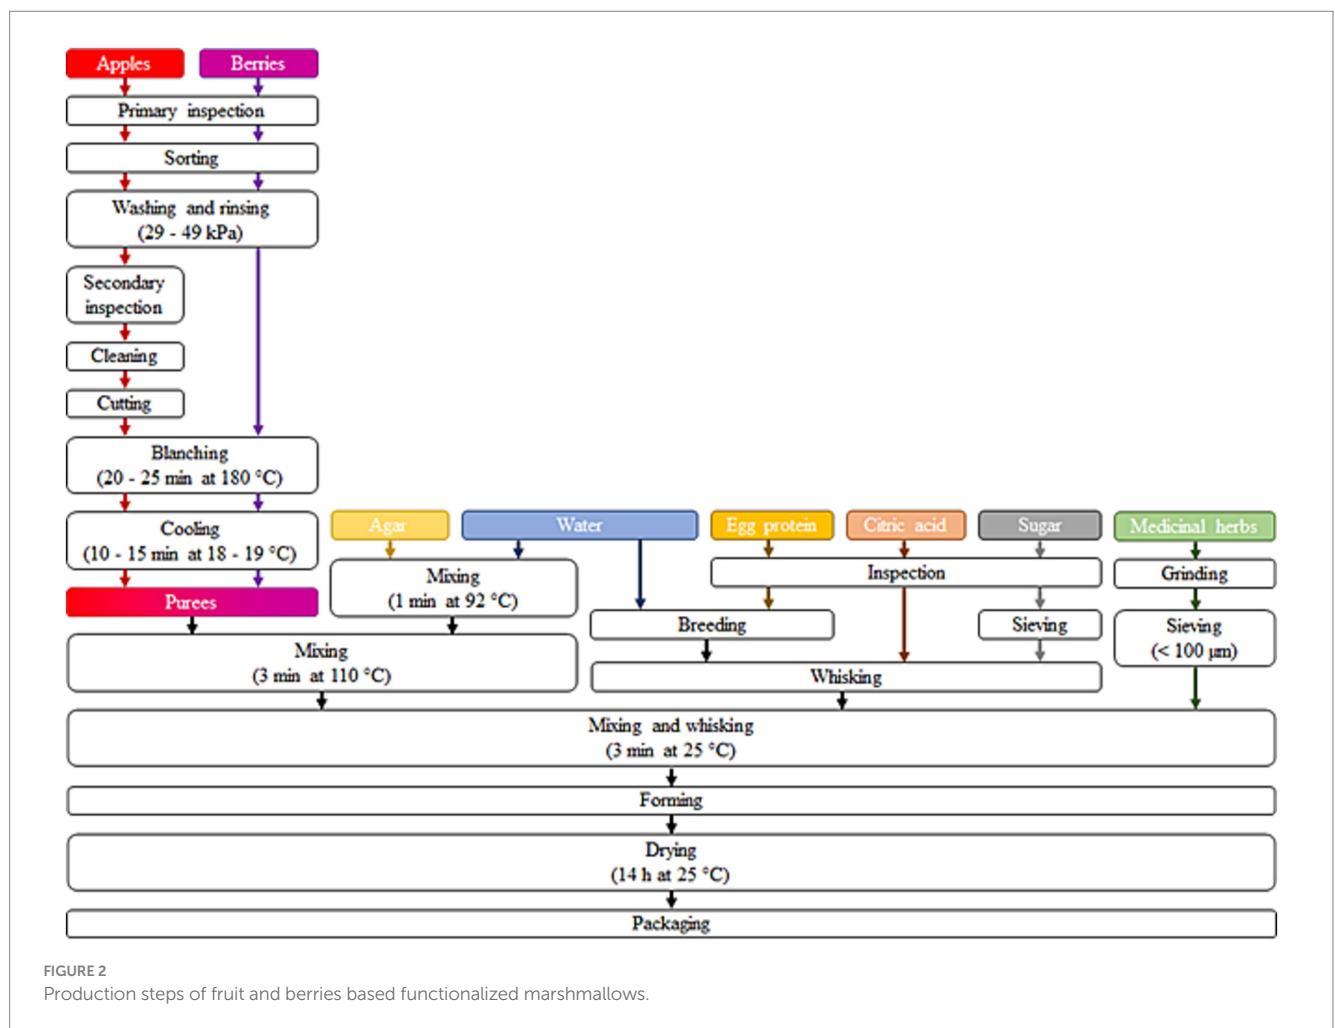 Apples
Berries
Primary inspection
Sorting
Washing and rinsing
(29 - 49 kPa)
Secondary
inspection
Cleaning
Cutting
Blanching
(20 - 25 min at 180 °C)
Cooling
(10 - 15 min at 18 - 19 °C)
Purees
Agar
Water
Egg protein
Citric acid
Sugar
Medicinal herbs
Mixing
(1 min at 92 °C)
Inspection
Grinding
Breeding
Sieving
Sieving
(< 100 µm)
Mixing
(3 min at 110 °C)
Whisking
Mixing and whisking
(3 min at 25 °C)
Forming
Drying
(14 h at 25 °C)
Packaging
FIGURE 2
Production steps of fruit and berries based functionalized marshmallows.